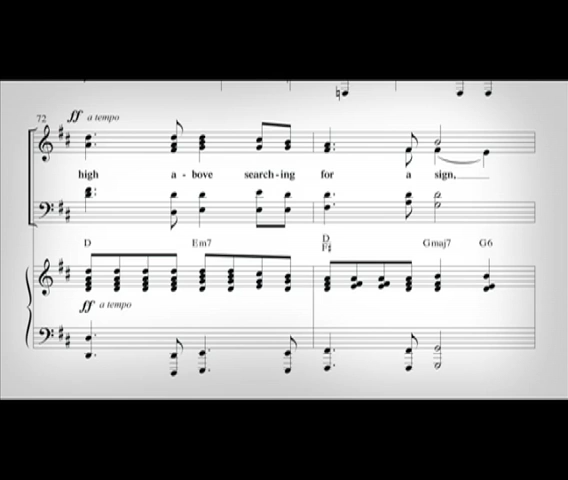 72
ff a tempo
high a - bove search - ing for a sign,
D Em7 D/F♯ Gmaj7 G6
ff a tempo